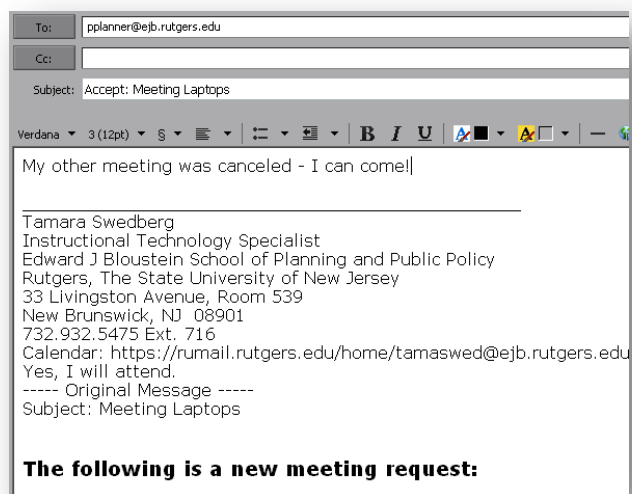 To: pplanner@ejb.rutgers.edu
Cc:
Subject: Accept: Meeting Laptops
Verdana 3 (12pt) § B I U A A
My other meeting was canceled - I can come!
Tamara Swedberg
Instructional Technology Specialist
Edward J Bloustein School of Planning and Public Policy
Rutgers, The State University of New Jersey
33 Livingston Avenue, Room 539
New Brunswick, NJ 08901
732.932.5475 Ext. 716
Calendar: https://rumail.rutgers.edu/home/tamaswed@ejb.rutgers.edu
Yes, I will attend.
----- Original Message -----
Subject: Meeting Laptops
The following is a new meeting request: